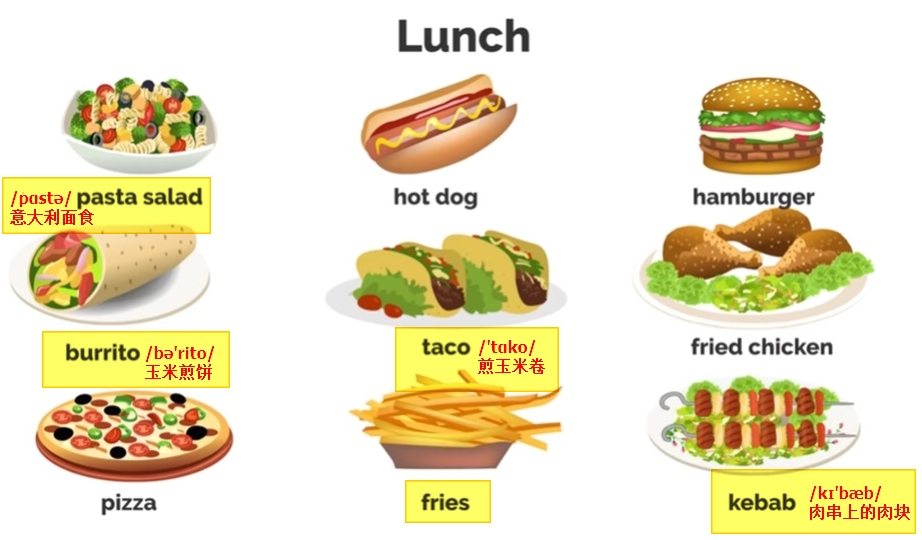 Lunch
/pɑstə/ pasta salad
意大利面食
hot dog
hamburger
burrito /bə'rito/
玉米煎饼
taco /'tɑko/
煎玉米卷
fried chicken
pizza
fries
kebab /kɪ'bæb/
肉串上的肉块